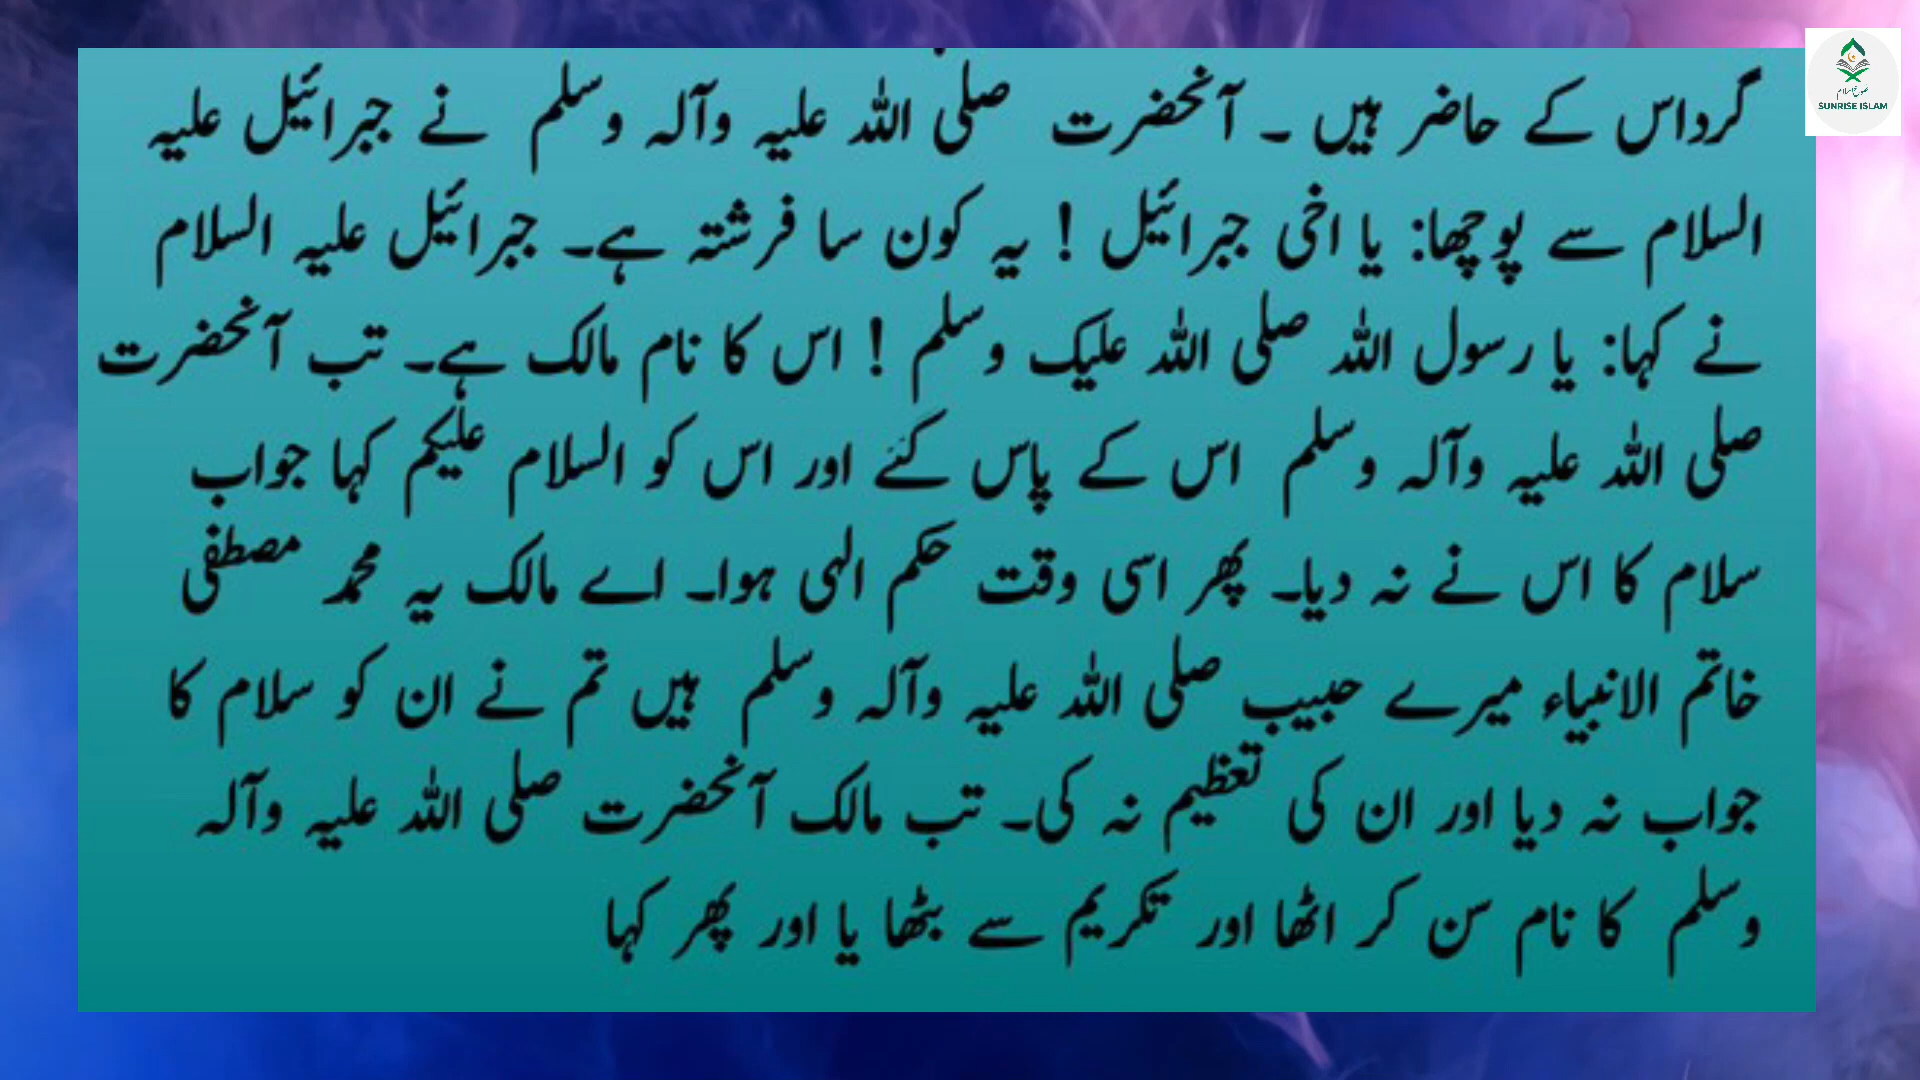 گرداس کے حاضر ہیں ۔ آنحضرت صلی اللہ علیہ وآلہ وسلم نے جبرائیل علیہ
السلام سے پوچھا: یا اخی جبرائیل ! یہ کون سا فرشتہ ہے۔ جبرائیل علیہ السلام
نے کہا: یا رسول اللہ صلی اللہ علیک وسلم ! اس کا نام مالک ہے۔ تب آنحضرت
صلی اللہ علیہ وآلہ وسلم اس کے پاس گئے اور اس کو السلام علیکم کہا جواب
سلام کا اس نے نہ دیا۔ پھر اسی وقت حکم الہی ہوا۔ اے مالک یہ محمد مصطفی
خاتم الانبیاء میرے حبیب صلی اللہ علیہ وآلہ وسلم ہیں تم نے ان کو سلام کا
جواب نہ دیا اور ان کی تعظیم نہ کی۔ تب مالک آنحضرت صلی اللہ علیہ وآلہ
وسلم کا نام سن کر اٹھا اور تکریم سے بٹھا یا اور پھر کہا
SUNRISE ISLAM